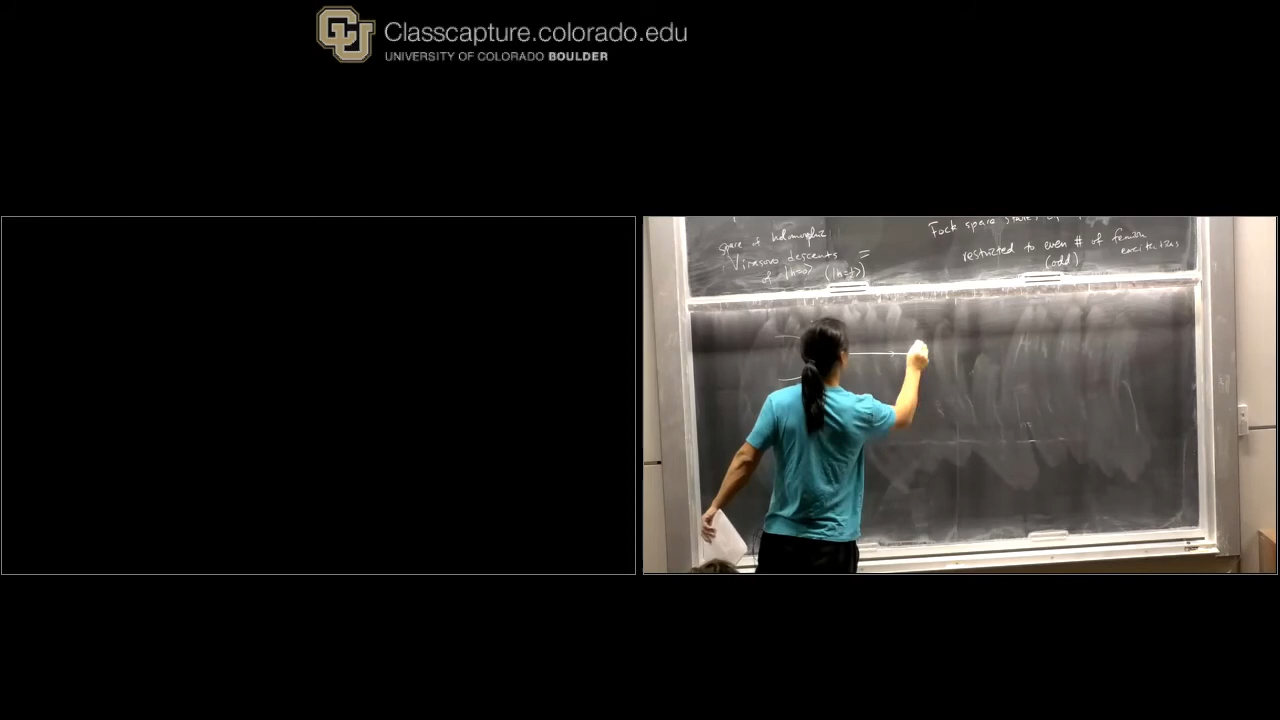 Classcapture.colorado.edu
UNIVERSITY OF COLORADO BOULDER
space of holomorphic
Virasoro descents =
of |h=0⟩ (|h=½⟩)
Fock space states
restricted to even # of fermion
(odd) excitations